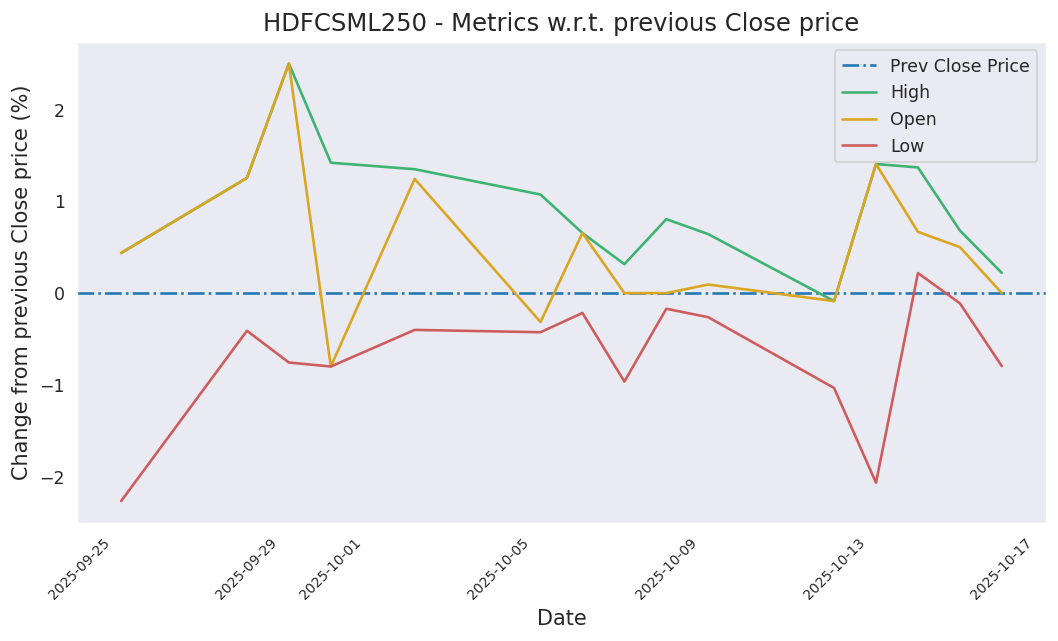 HDFCSML250 - Metrics w.r.t. previous Close price
Change from previous Close price (%)
2
1
0
−1
−2
Prev Close Price
High
Open
Low
2025-09-25
2025-09-29
2025-10-01
2025-10-05
2025-10-09
2025-10-13
2025-10-17
Date